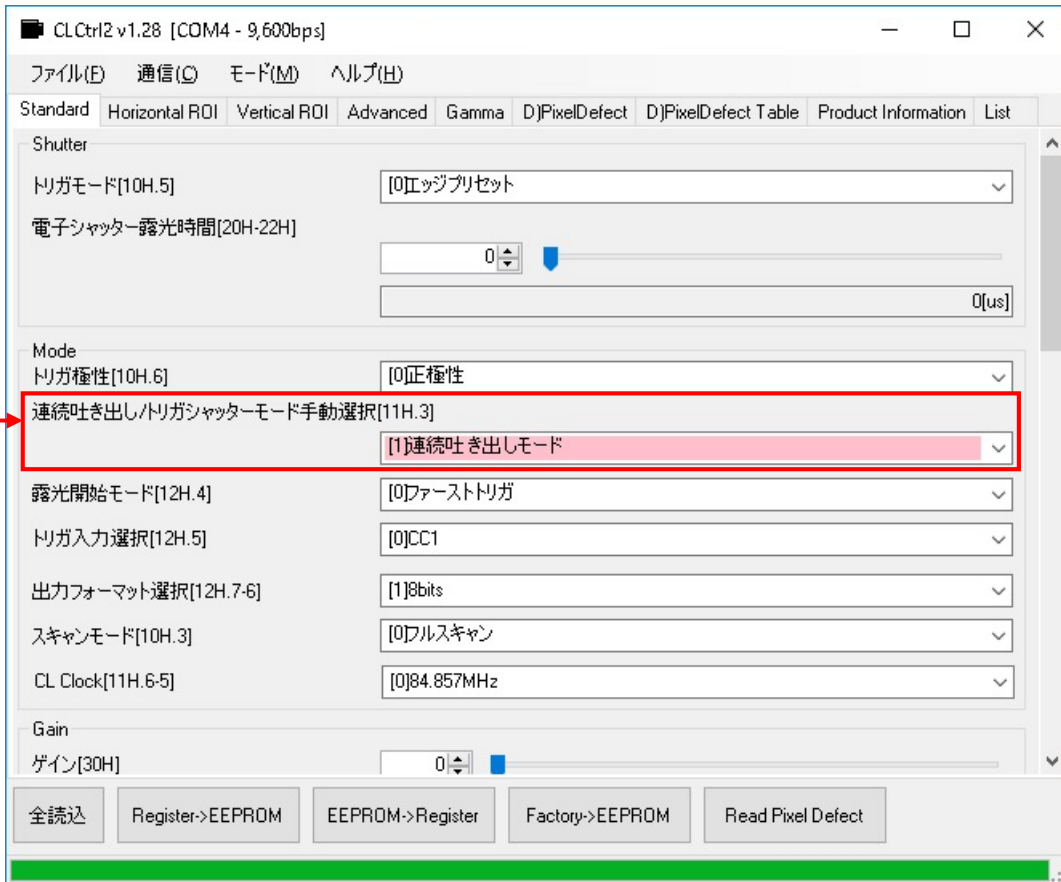 CLCtrl2 v1.28 [COM4 - 9,600bps]
ファイル(F) 通信(C) モード(M) ヘルプ(H)
Standard Horizontal ROI Vertical ROI Advanced Gamma D)PixelDefect D)PixelDefect Table Product Information List
Shutter
トリガモード[10H.5] [0]エッジプリセット
電子シャッター露光時間[20H-22H]
0
0[us]
Mode
トリガ極性[10H.6] [0]正極性
連続吐き出し/トリガシャッターモード手動選択[11H.3]
[1]連続吐き出しモード
露光開始モード[12H.4] [0]ファーストトリガ
トリガ入力選択[12H.5] [0]CC1
出力フォーマット選択[12H.7-6] [1]8bits
スキャンモード[10H.3] [0]フルスキャン
CL Clock[11H.6-5] [0]84.857MHz
Gain
ゲイン[30H] 0
全読込 Register->EEPROM EEPROM->Register Factory->EEPROM Read Pixel Defect